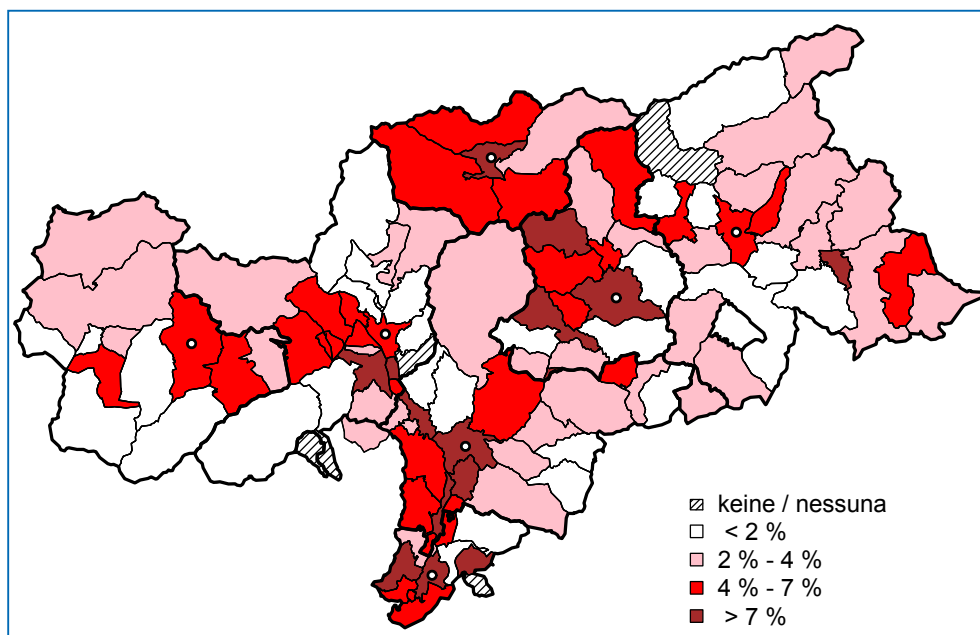 keine / nessuna
< 2 %
2 % - 4 %
4 % - 7 %
> 7 %